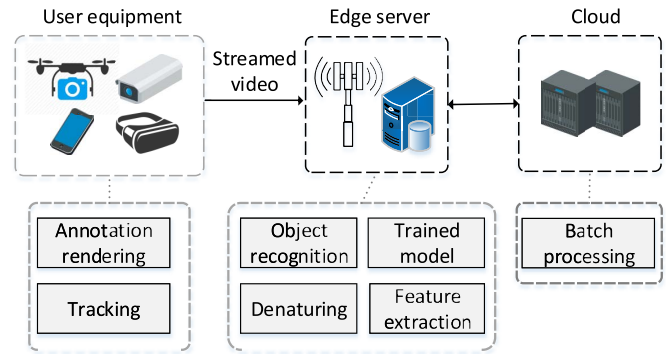 User equipment
Edge server
Cloud
Streamed
video
Annotation
rendering
Tracking
Object
recognition
Trained
model
Denaturing
Feature
extraction
Batch
processing